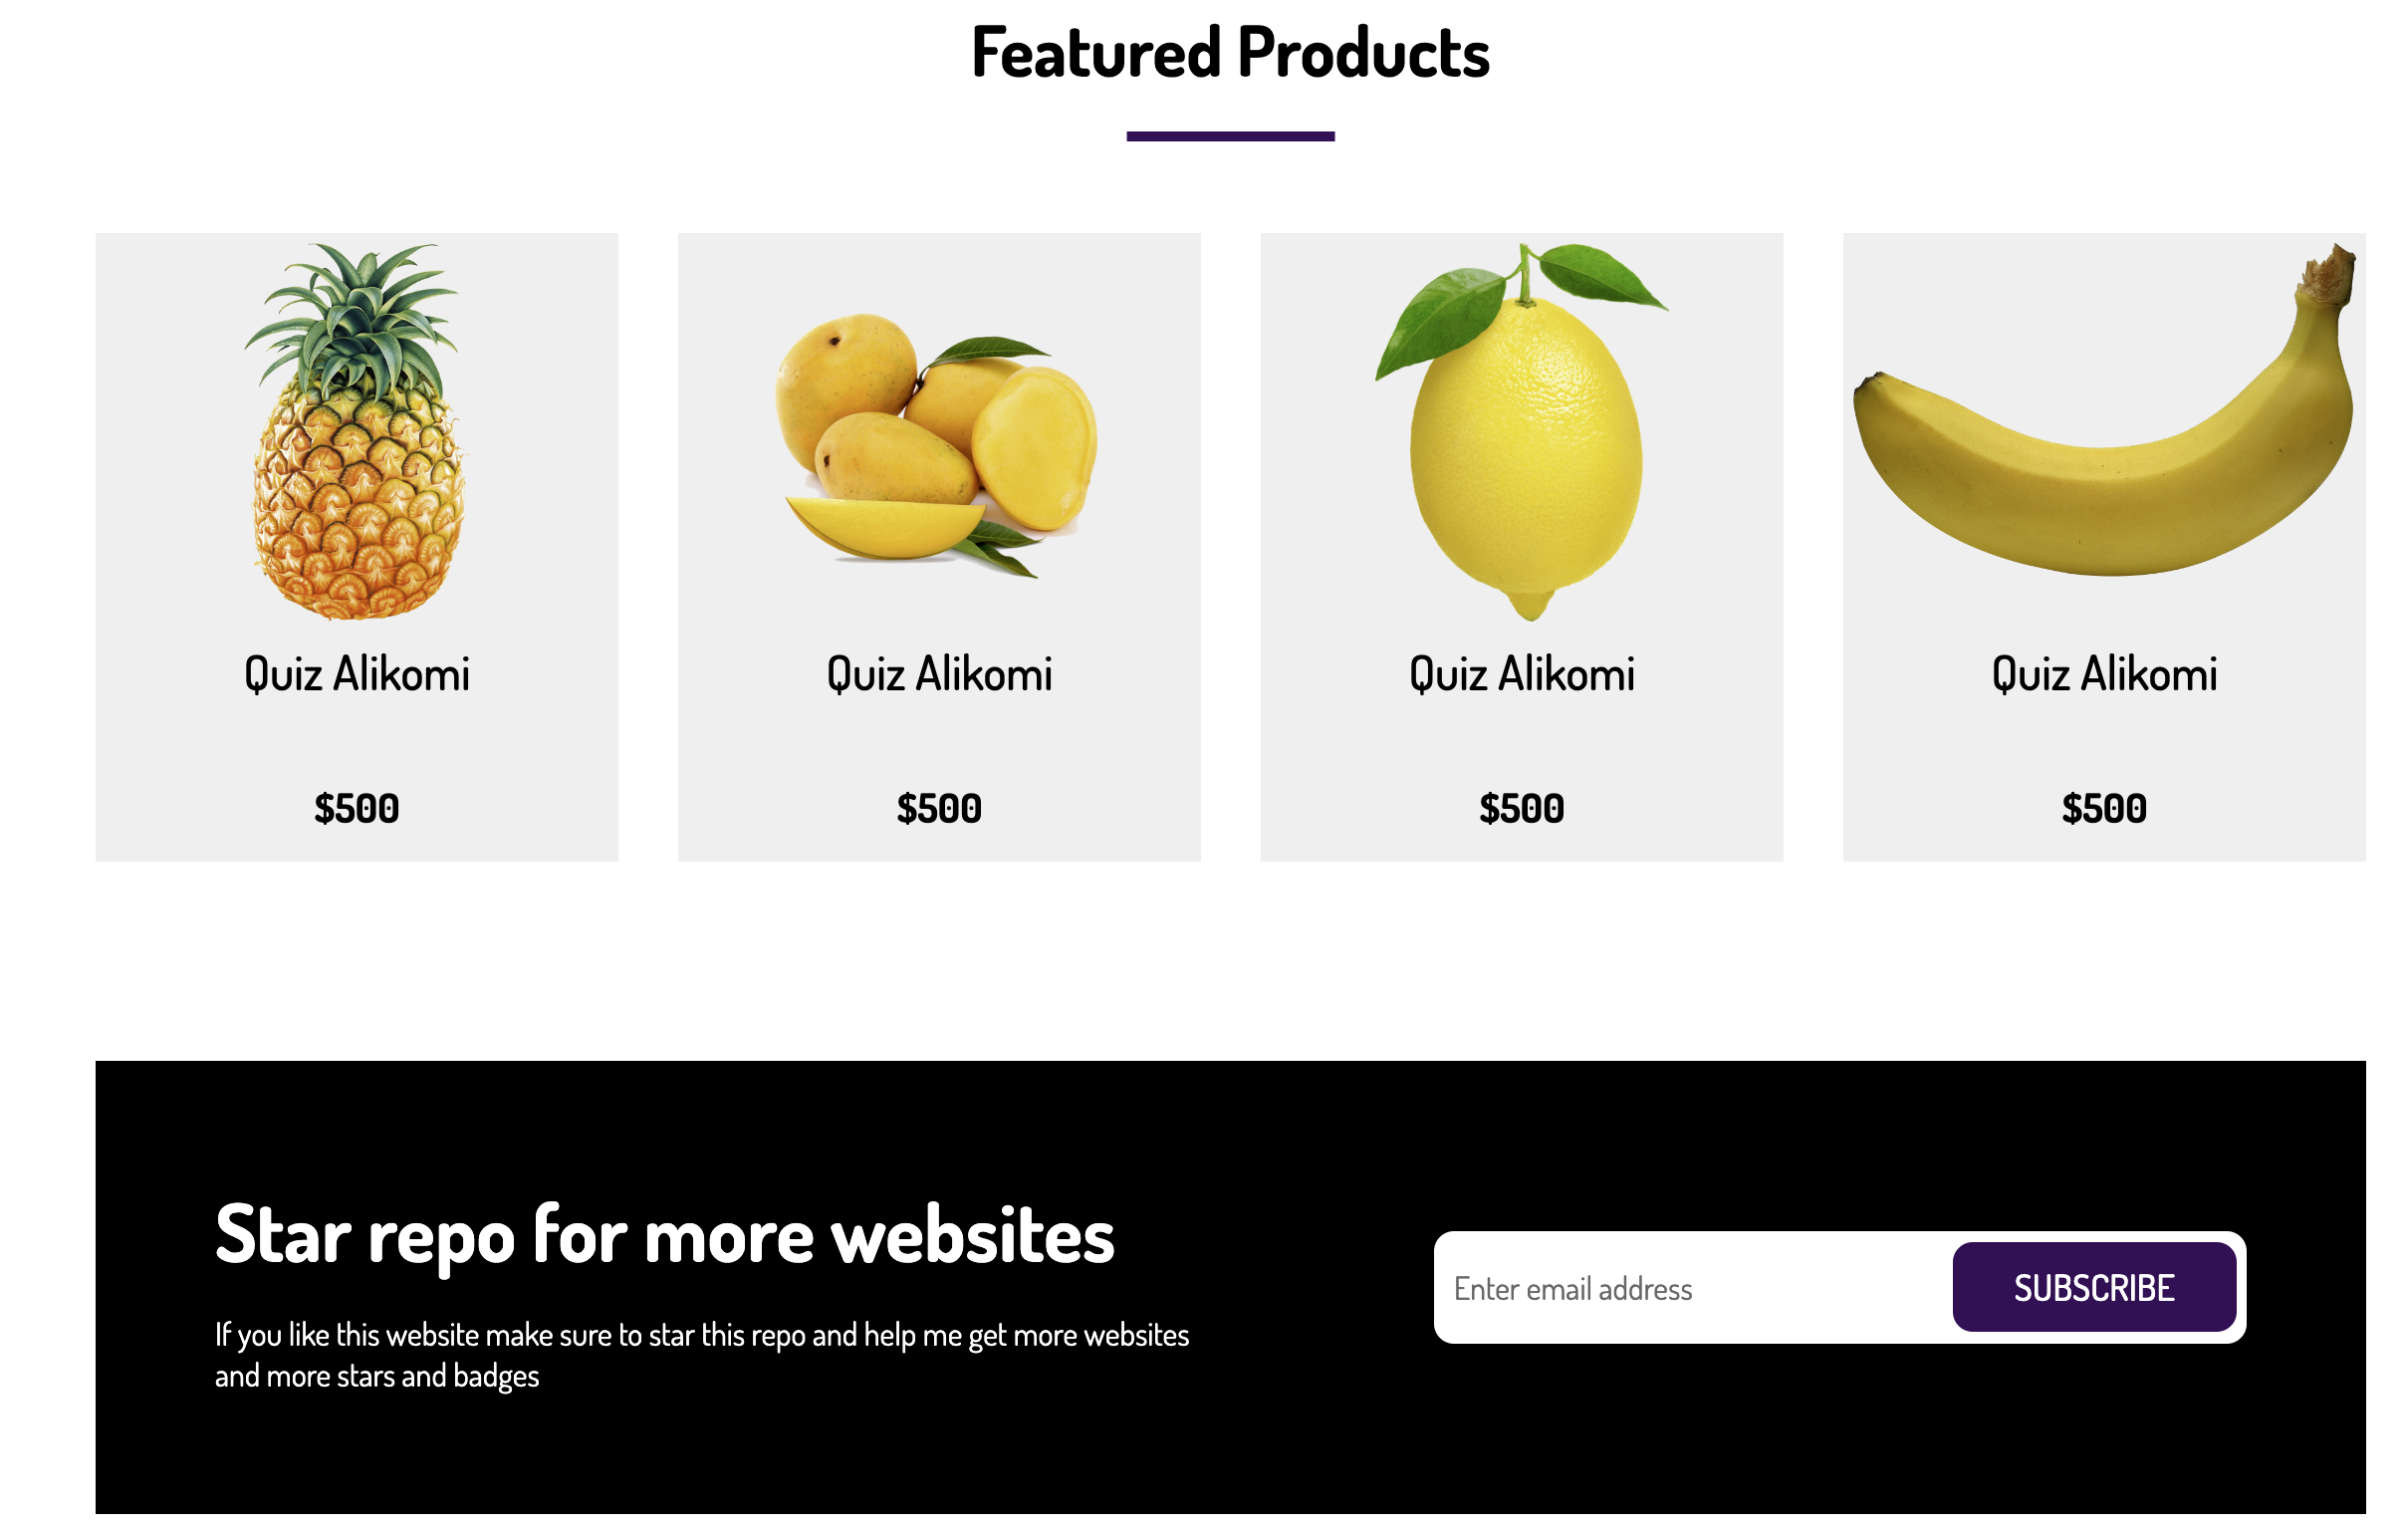 Featured Products
Quiz Alikomi
Quiz Alikomi
Quiz Alikomi
Quiz Alikomi
$500
$500
$500
$500
Star repo for more websites
If you like this website make sure to star this repo and help me get more websites
and more stars and badges
Enter email address
SUBSCRIBE